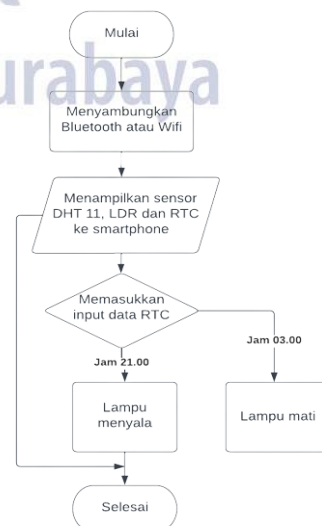 urabaya
Mulai
Menyambungkan
Bluetooth atau Wifi
Menampilkan sensor
DHT 11, LDR dan RTC
ke smartphone
Memasukkan
input data RTC
Jam 03.00
Jam 21.00
Lampu
menyala
Lampu mati
Selesai